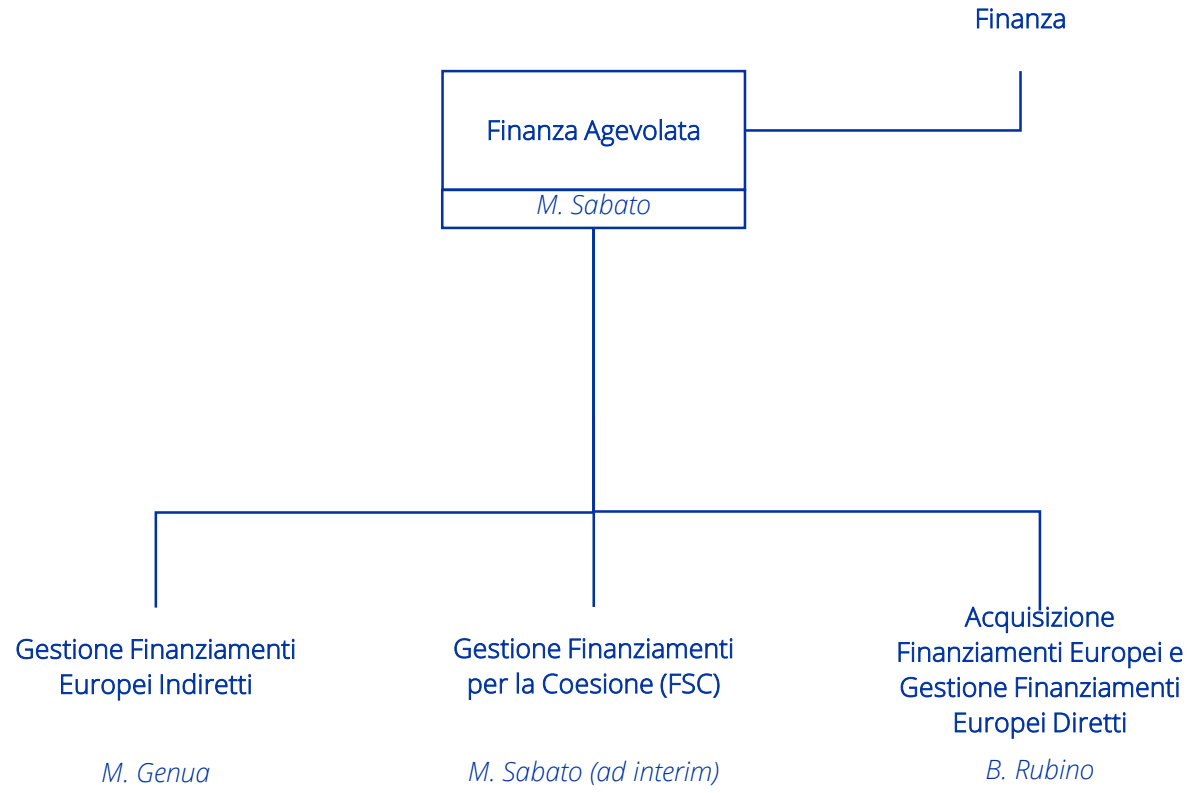 Finanza
Finanza Agevolata
M. Sabato
Gestione Finanziamenti
Europei Indiretti
M. Genua
Gestione Finanziamenti
per la Coesione (FSC)
M. Sabato (ad interim)
Acquisizione
Finanziamenti Europei e
Gestione Finanziamenti
Europei Diretti
B. Rubino